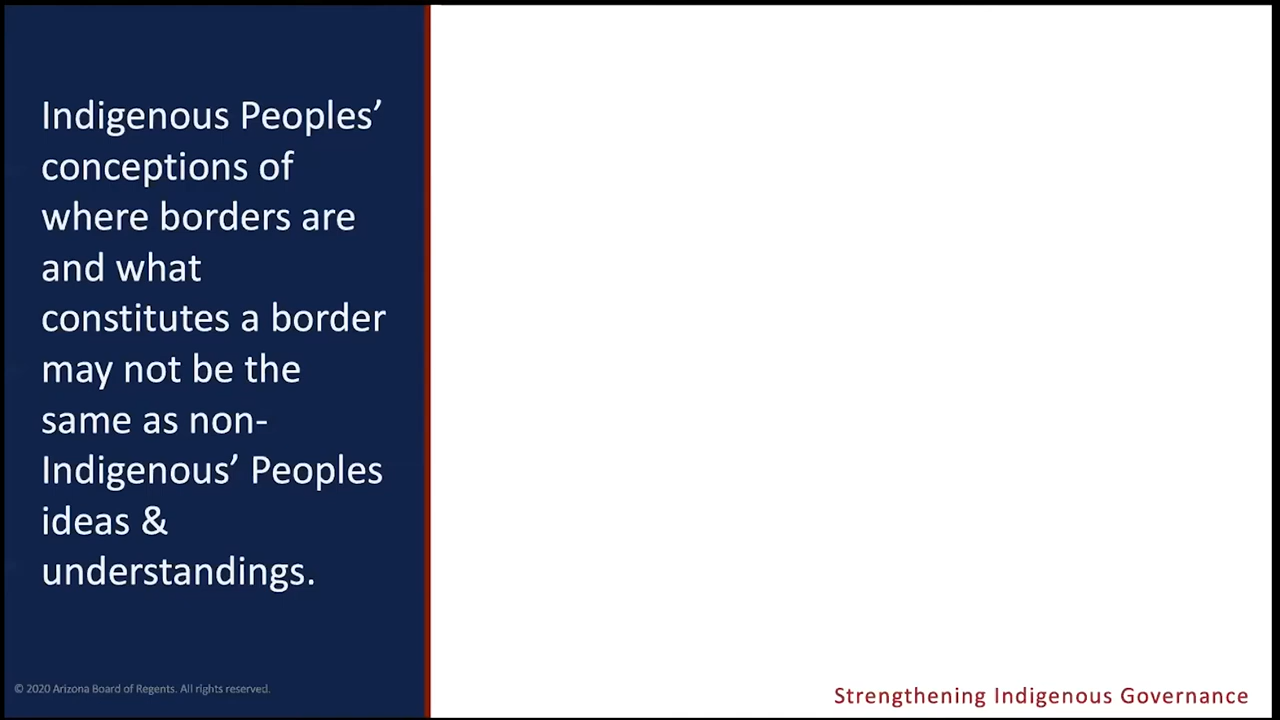 Indigenous Peoples’
conceptions of
where borders are
and what
constitutes a border
may not be the
same as non-
Indigenous’ Peoples
ideas &
understandings.
© 2020 Arizona Board of Regents. All rights reserved.
Strengthening Indigenous Governance